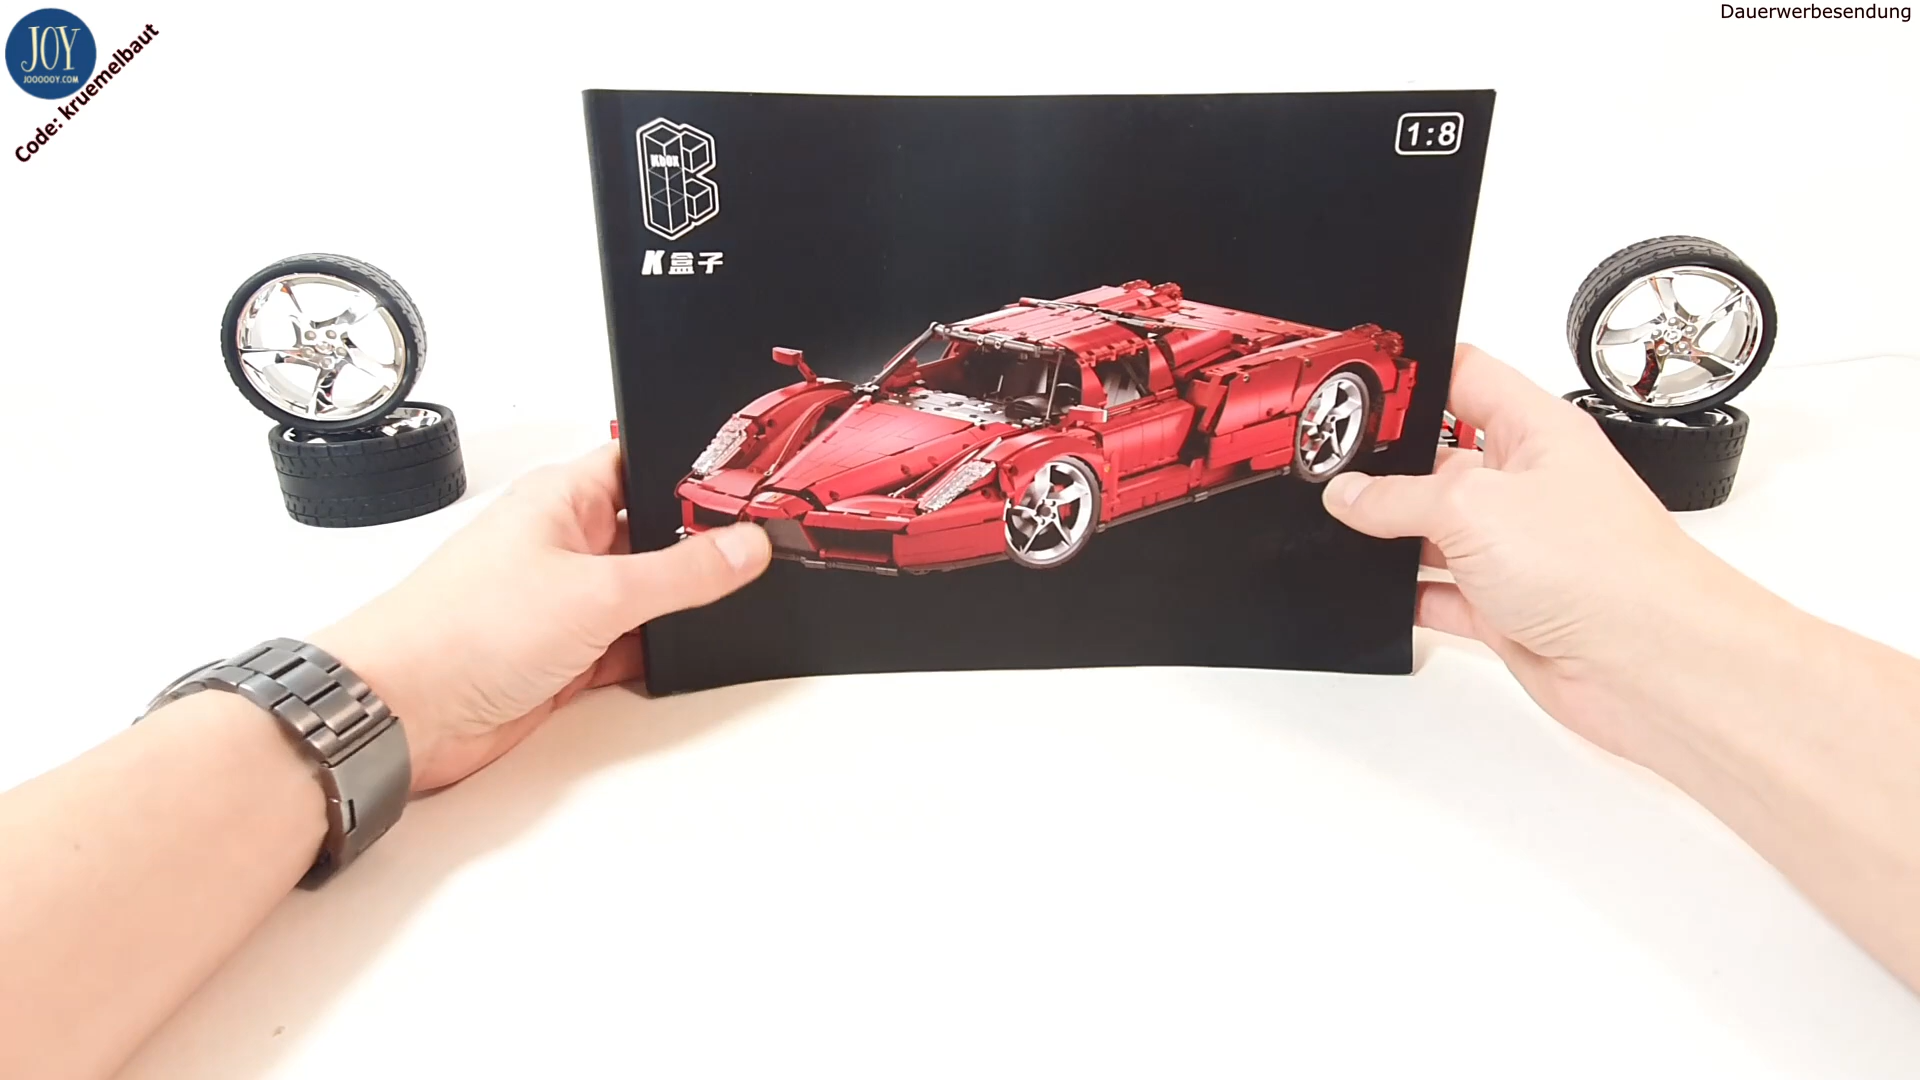 JOY
JOOOOOY.COM
Code: kruemelbaut
Dauerwerbesendung
Kbox
K盒子
1:8